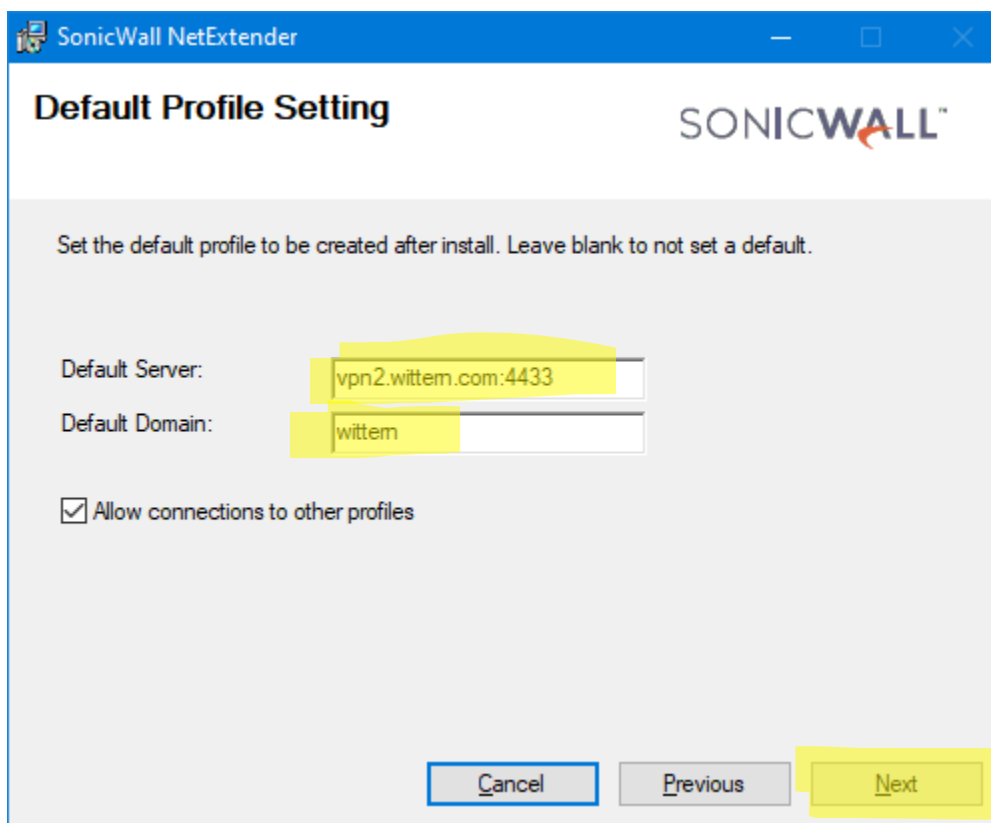 SonicWall NetExtender
Default Profile Setting
SONICWALL™
Set the default profile to be created after install. Leave blank to not set a default.
Default Server:
vpn2.wittern.com:4433
Default Domain:
wittern
Allow connections to other profiles
Cancel
Previous
Next